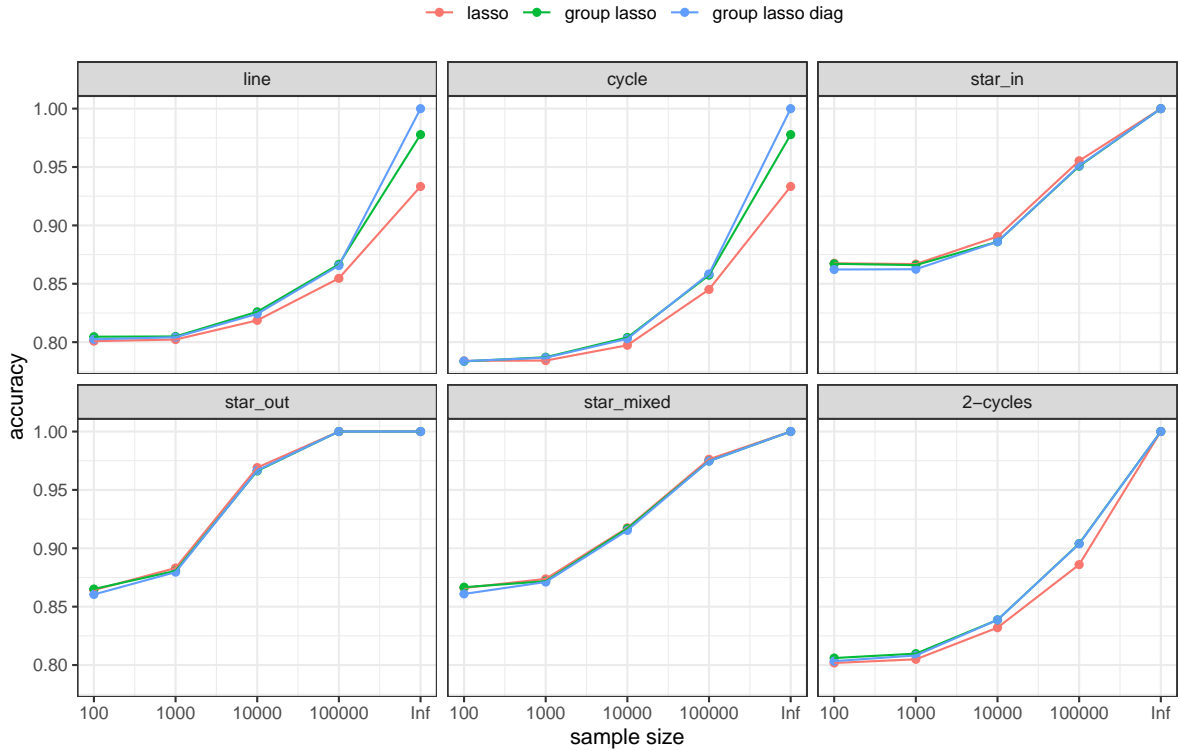 lasso group lasso group lasso diag
line cycle star_in
1.00
0.95
0.90
0.85
0.80
accuracy
star_out star_mixed 2−cycles
1.00
0.95
0.90
0.85
0.80
100 1000 10000 100000 Inf 100 1000 10000 100000 Inf 100 1000 10000 100000 Inf
sample size